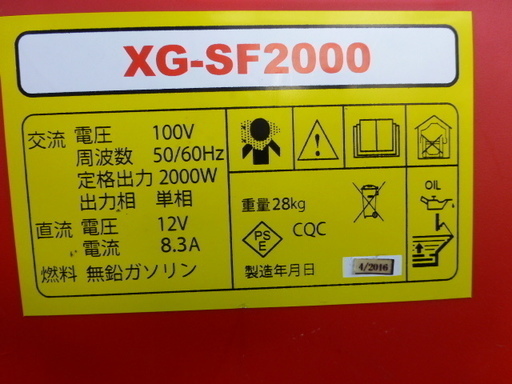 XG-SF2000
交流 電圧 100V
周波数 50/60Hz
定格出力 2000W
出力相 単相
直流 電圧 12V
電流 8.3A
燃料 無鉛ガソリン
重量28kg
OIL
PS
E
CQC
製造年月日 4/2016